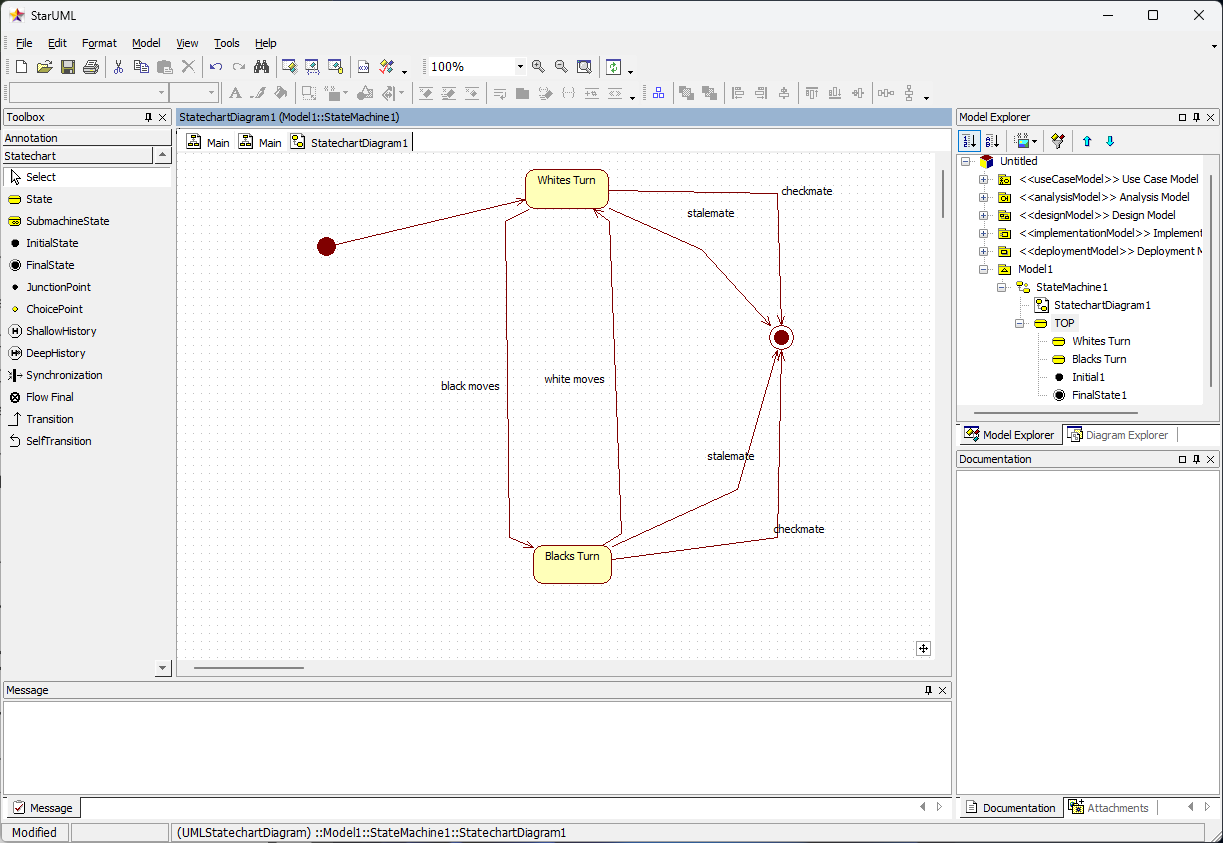 StarUML
File Edit Format Model View Tools Help
100%
Toolbox
Annotation
Statechart
Select
State
SubmachineState
InitialState
FinalState
JunctionPoint
ChoicePoint
ShallowHistory
DeepHistory
Synchronization
Flow Final
Transition
SelfTransition
StatechartDiagram1 (Model1::StateMachine1)
Main Main StatechartDiagram1
Whites Turn
checkmate
stalemate
black moves
white moves
stalemate
checkmate
Blacks Turn
Model Explorer
Untitled
<<useCaseModel>> Use Case Model
<<analysisModel>> Analysis Model
<<designModel>> Design Model
<<implementationModel>> Implement
<<deploymentModel>> Deployment M
Model1
StateMachine1
StatechartDiagram1
TOP
Whites Turn
Blacks Turn
Initial1
FinalState1
Model Explorer Diagram Explorer
Documentation
Message
Message
Documentation Attachments
Modified
(UMLStatechartDiagram) ::Model1::StateMachine1::StatechartDiagram1